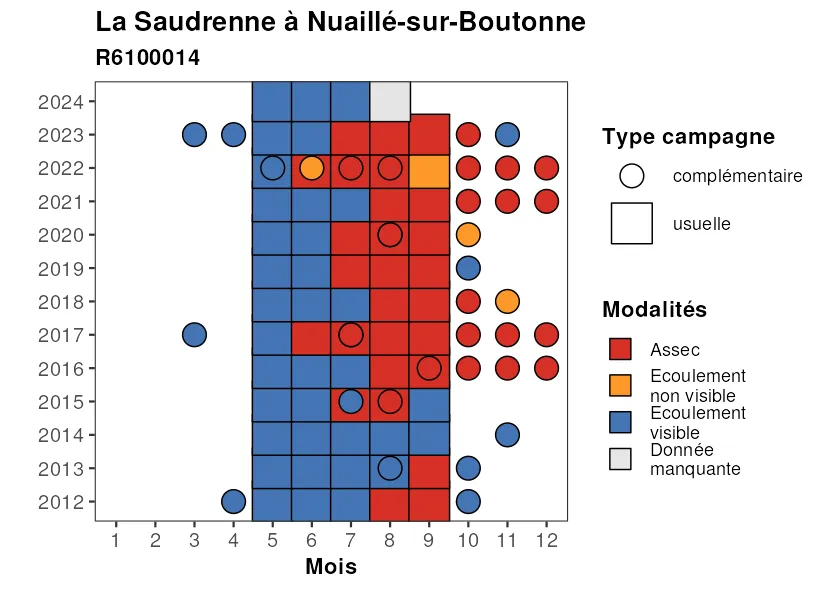 La Saudrenne à Nuaillé-sur-Boutonne
R6100014
2024
2023
2022
2021
2020
2019
2018
2017
2016
2015
2014
2013
2012
1 2 3 4 5 6 7 8 9 10 11 12
Mois
Type campagne
complémentaire
usuelle
Modalités
Assec
Ecoulement
non visible
Ecoulement
visible
Donnée
manquante